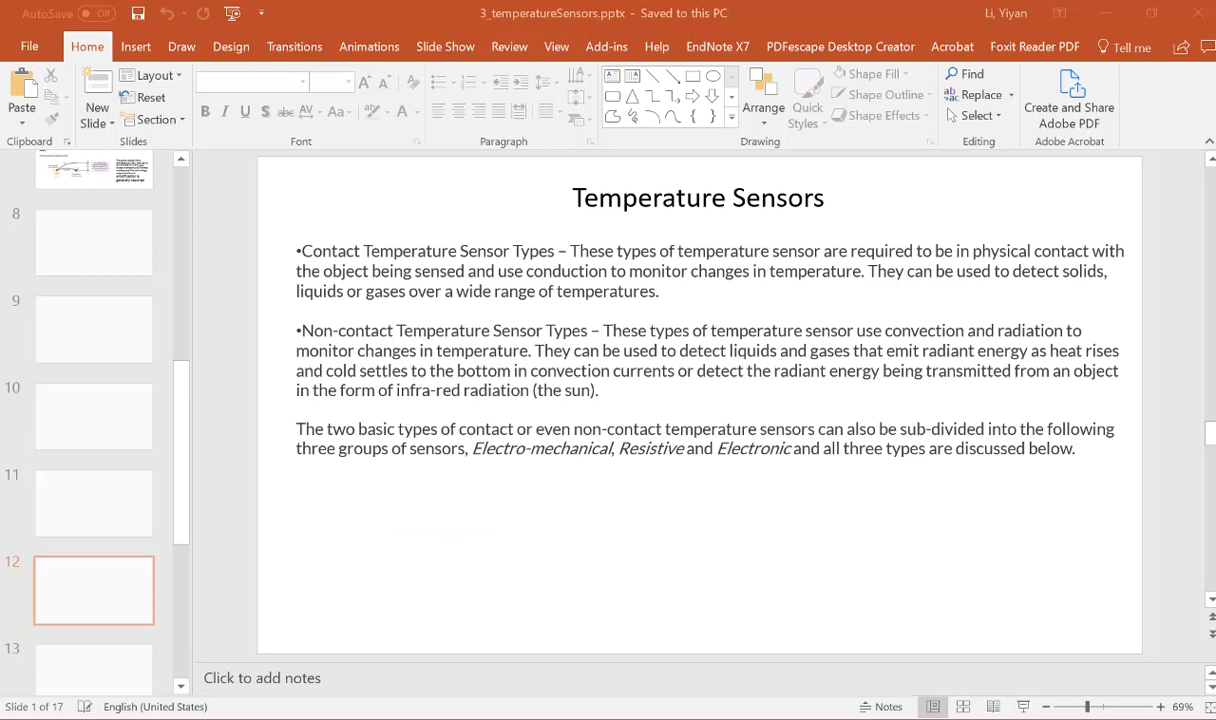 AutoSave Off 3_temperatureSensors.pptx - Saved to this PC Li, Yiyan
File Home Insert Draw Design Transitions Animations Slide Show Review View Add-ins Help EndNote X7 PDFescape Desktop Creator Acrobat Foxit Reader PDF Tell me
Paste
New
Slide
Layout
Reset
Section
B I U S abc AV Aa A
Arrange
Quick
Styles
Shape Fill
Shape Outline
Shape Effects
Find
Replace
Select
Create and Share
Adobe PDF
Clipboard Slides Font Paragraph Drawing Editing Adobe Acrobat
8
9
10
11
12
13
Temperature Sensors
•Contact Temperature Sensor Types – These types of temperature sensor are required to be in physical contact with
the object being sensed and use conduction to monitor changes in temperature. They can be used to detect solids,
liquids or gases over a wide range of temperatures.
•Non-contact Temperature Sensor Types – These types of temperature sensor use convection and radiation to
monitor changes in temperature. They can be used to detect liquids and gases that emit radiant energy as heat rises
and cold settles to the bottom in convection currents or detect the radiant energy being transmitted from an object
in the form of infra-red radiation (the sun).
The two basic types of contact or even non-contact temperature sensors can also be sub-divided into the following
three groups of sensors, Electro-mechanical, Resistive and Electronic and all three types are discussed below.
Click to add notes
Slide 1 of 17 English (United States) Notes 69%